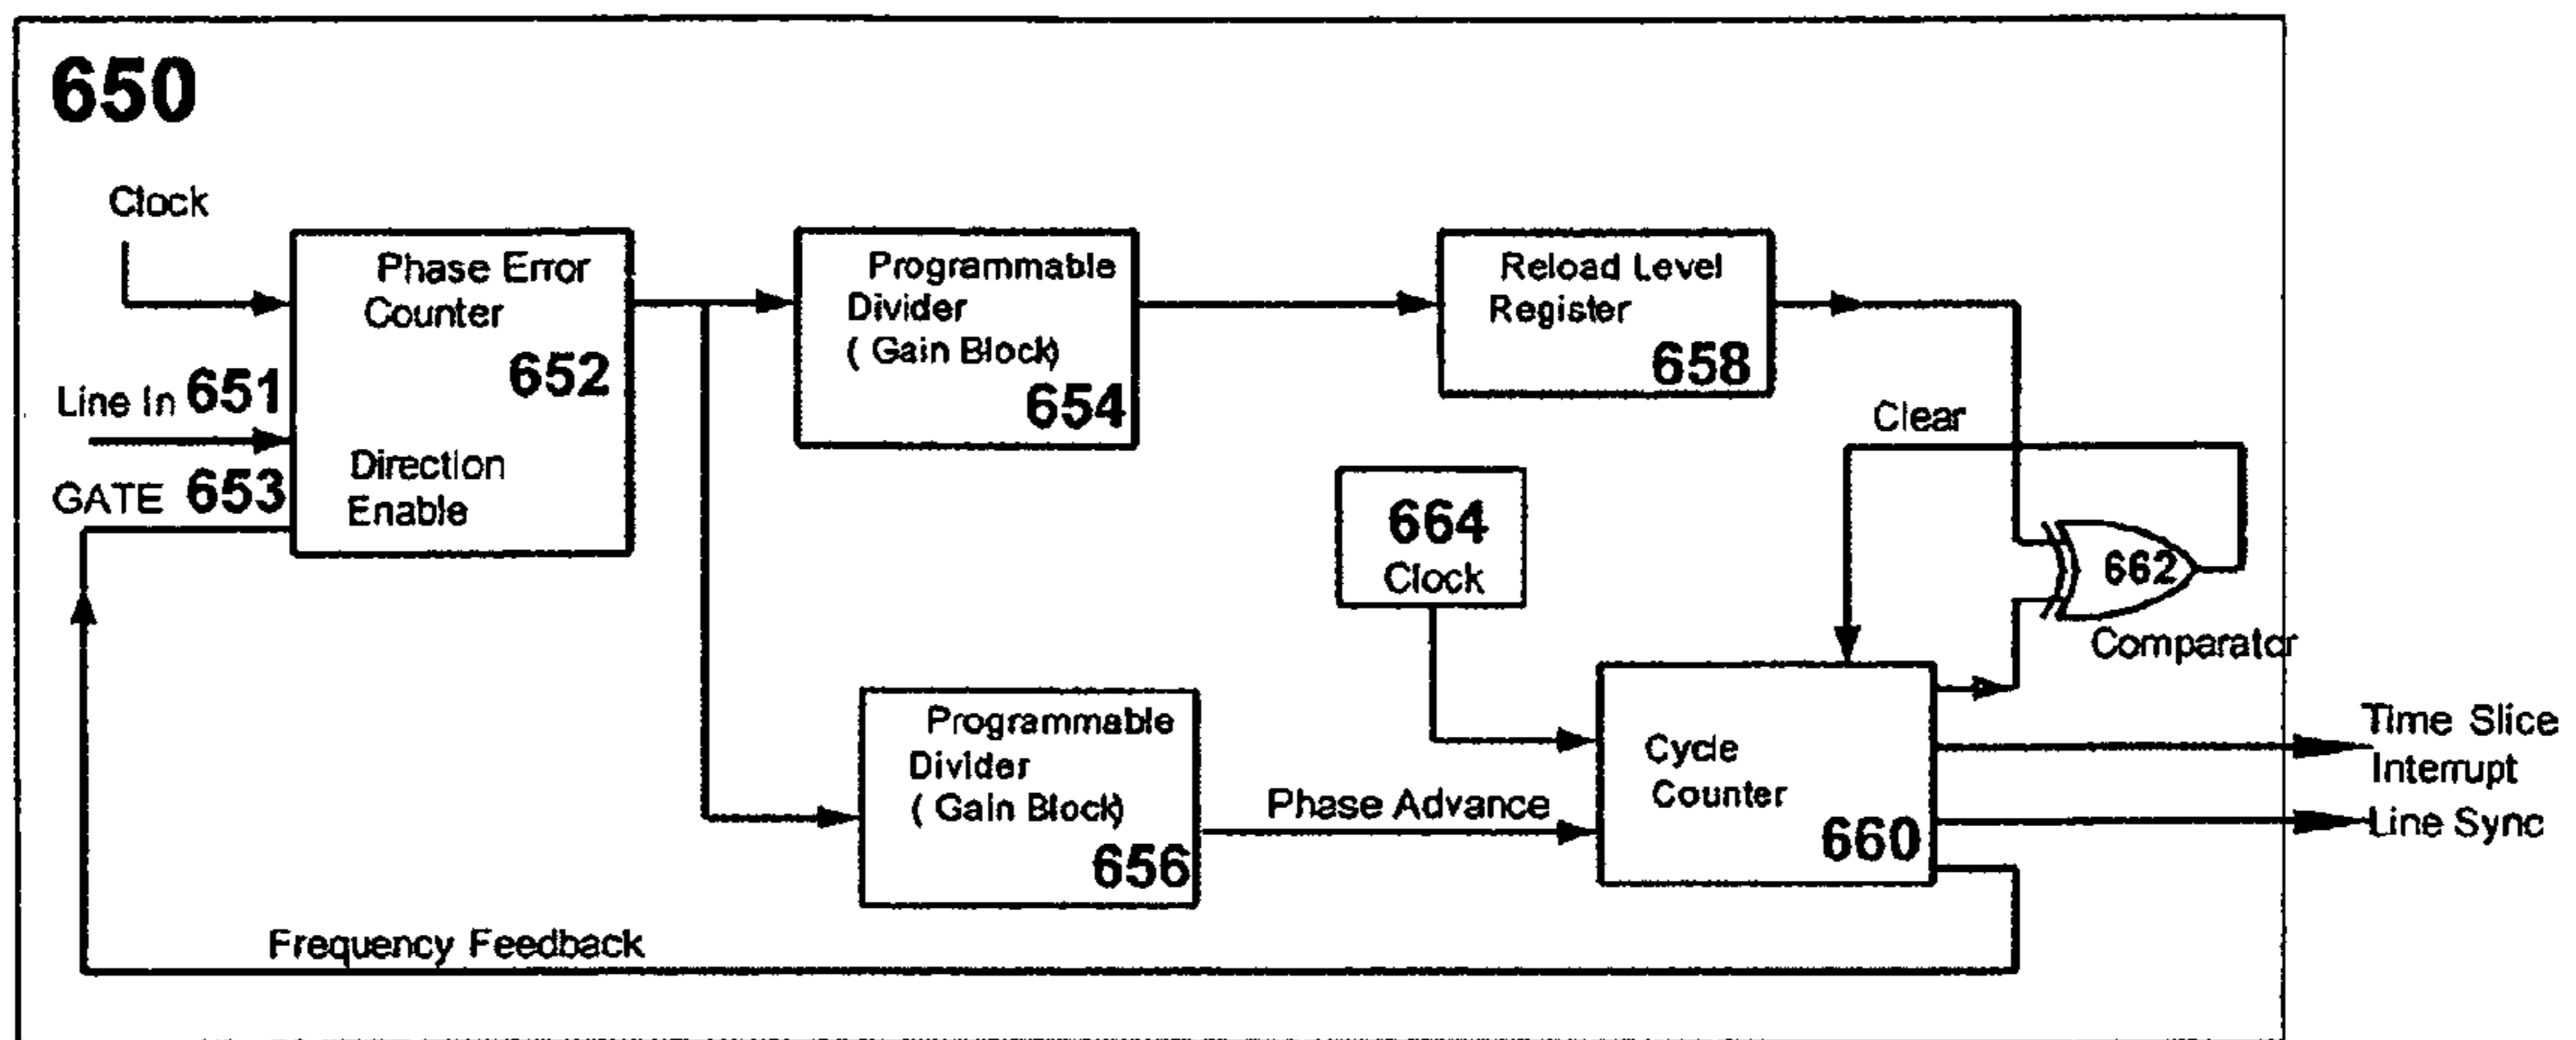 650
Clock
Phase Error
Counter
652
Line In 651
GATE 653
Direction
Enable
Programmable
Divider
( Gain Block)
654
Reload Level
Register
658
Clear
664
Clock
662
Comparator
Programmable
Divider
( Gain Block)
656
Phase Advance
Cycle
Counter
660
Time Slice
Interrupt
Line Sync
Frequency Feedback